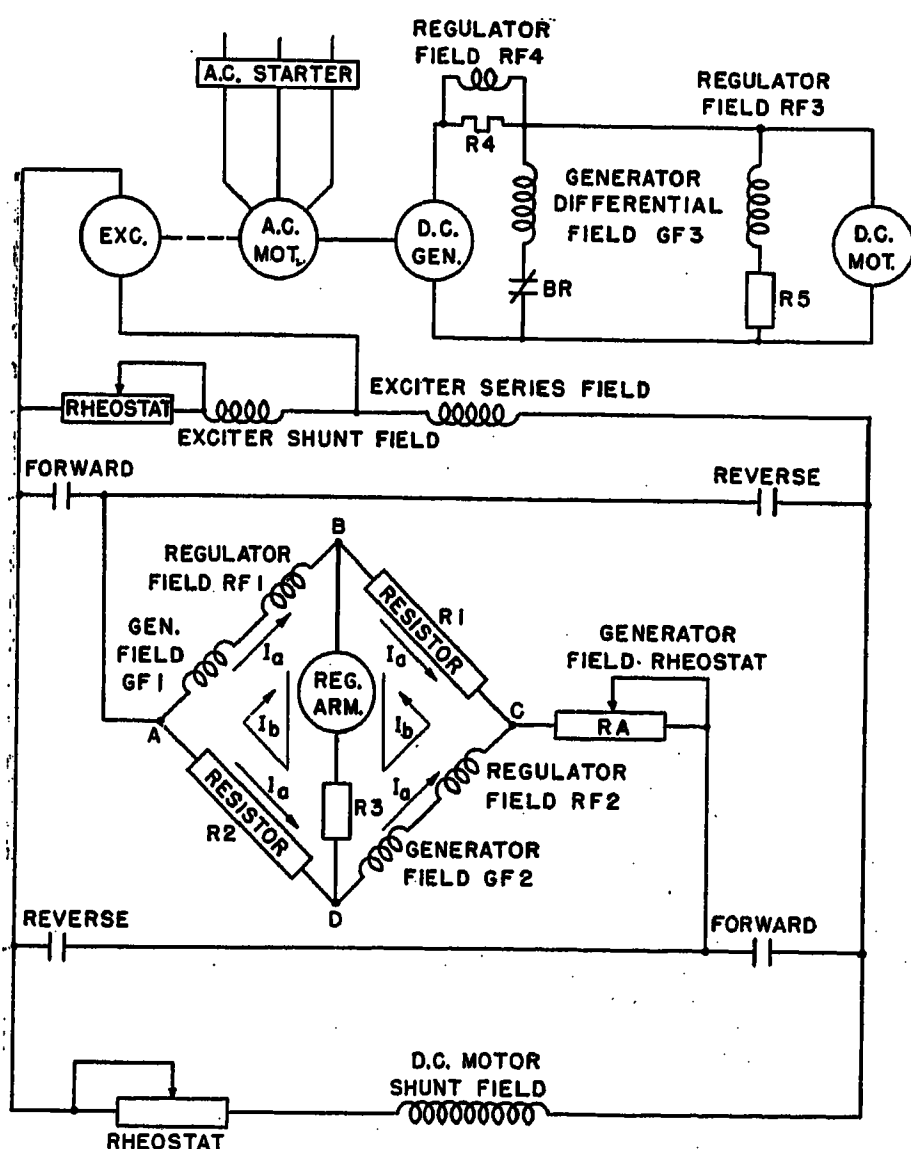 REGULATOR
FIELD RF4
A.C. STARTER
R4
REGULATOR
FIELD RF3
EXC.
A.C.
MOT.
D.C.
GEN.
GENERATOR
DIFFERENTIAL
FIELD GF3
BR
R5
D.C.
MOT.
RHEOSTAT
EXCITER SHUNT FIELD
EXCITER SERIES FIELD
FORWARD
REVERSE
B
REGULATOR
FIELD RF1
GEN.
FIELD
GF1
Ia
RESISTOR
R1
Ia
REG.
ARM.
Ib
Ib
GENERATOR
FIELD RHEOSTAT
A
C
RA
Ia
RESISTOR
R2
R3
Ia
REGULATOR
FIELD RF2
GENERATOR
FIELD GF2
D
REVERSE
FORWARD
D.C. MOTOR
SHUNT FIELD
RHEOSTAT